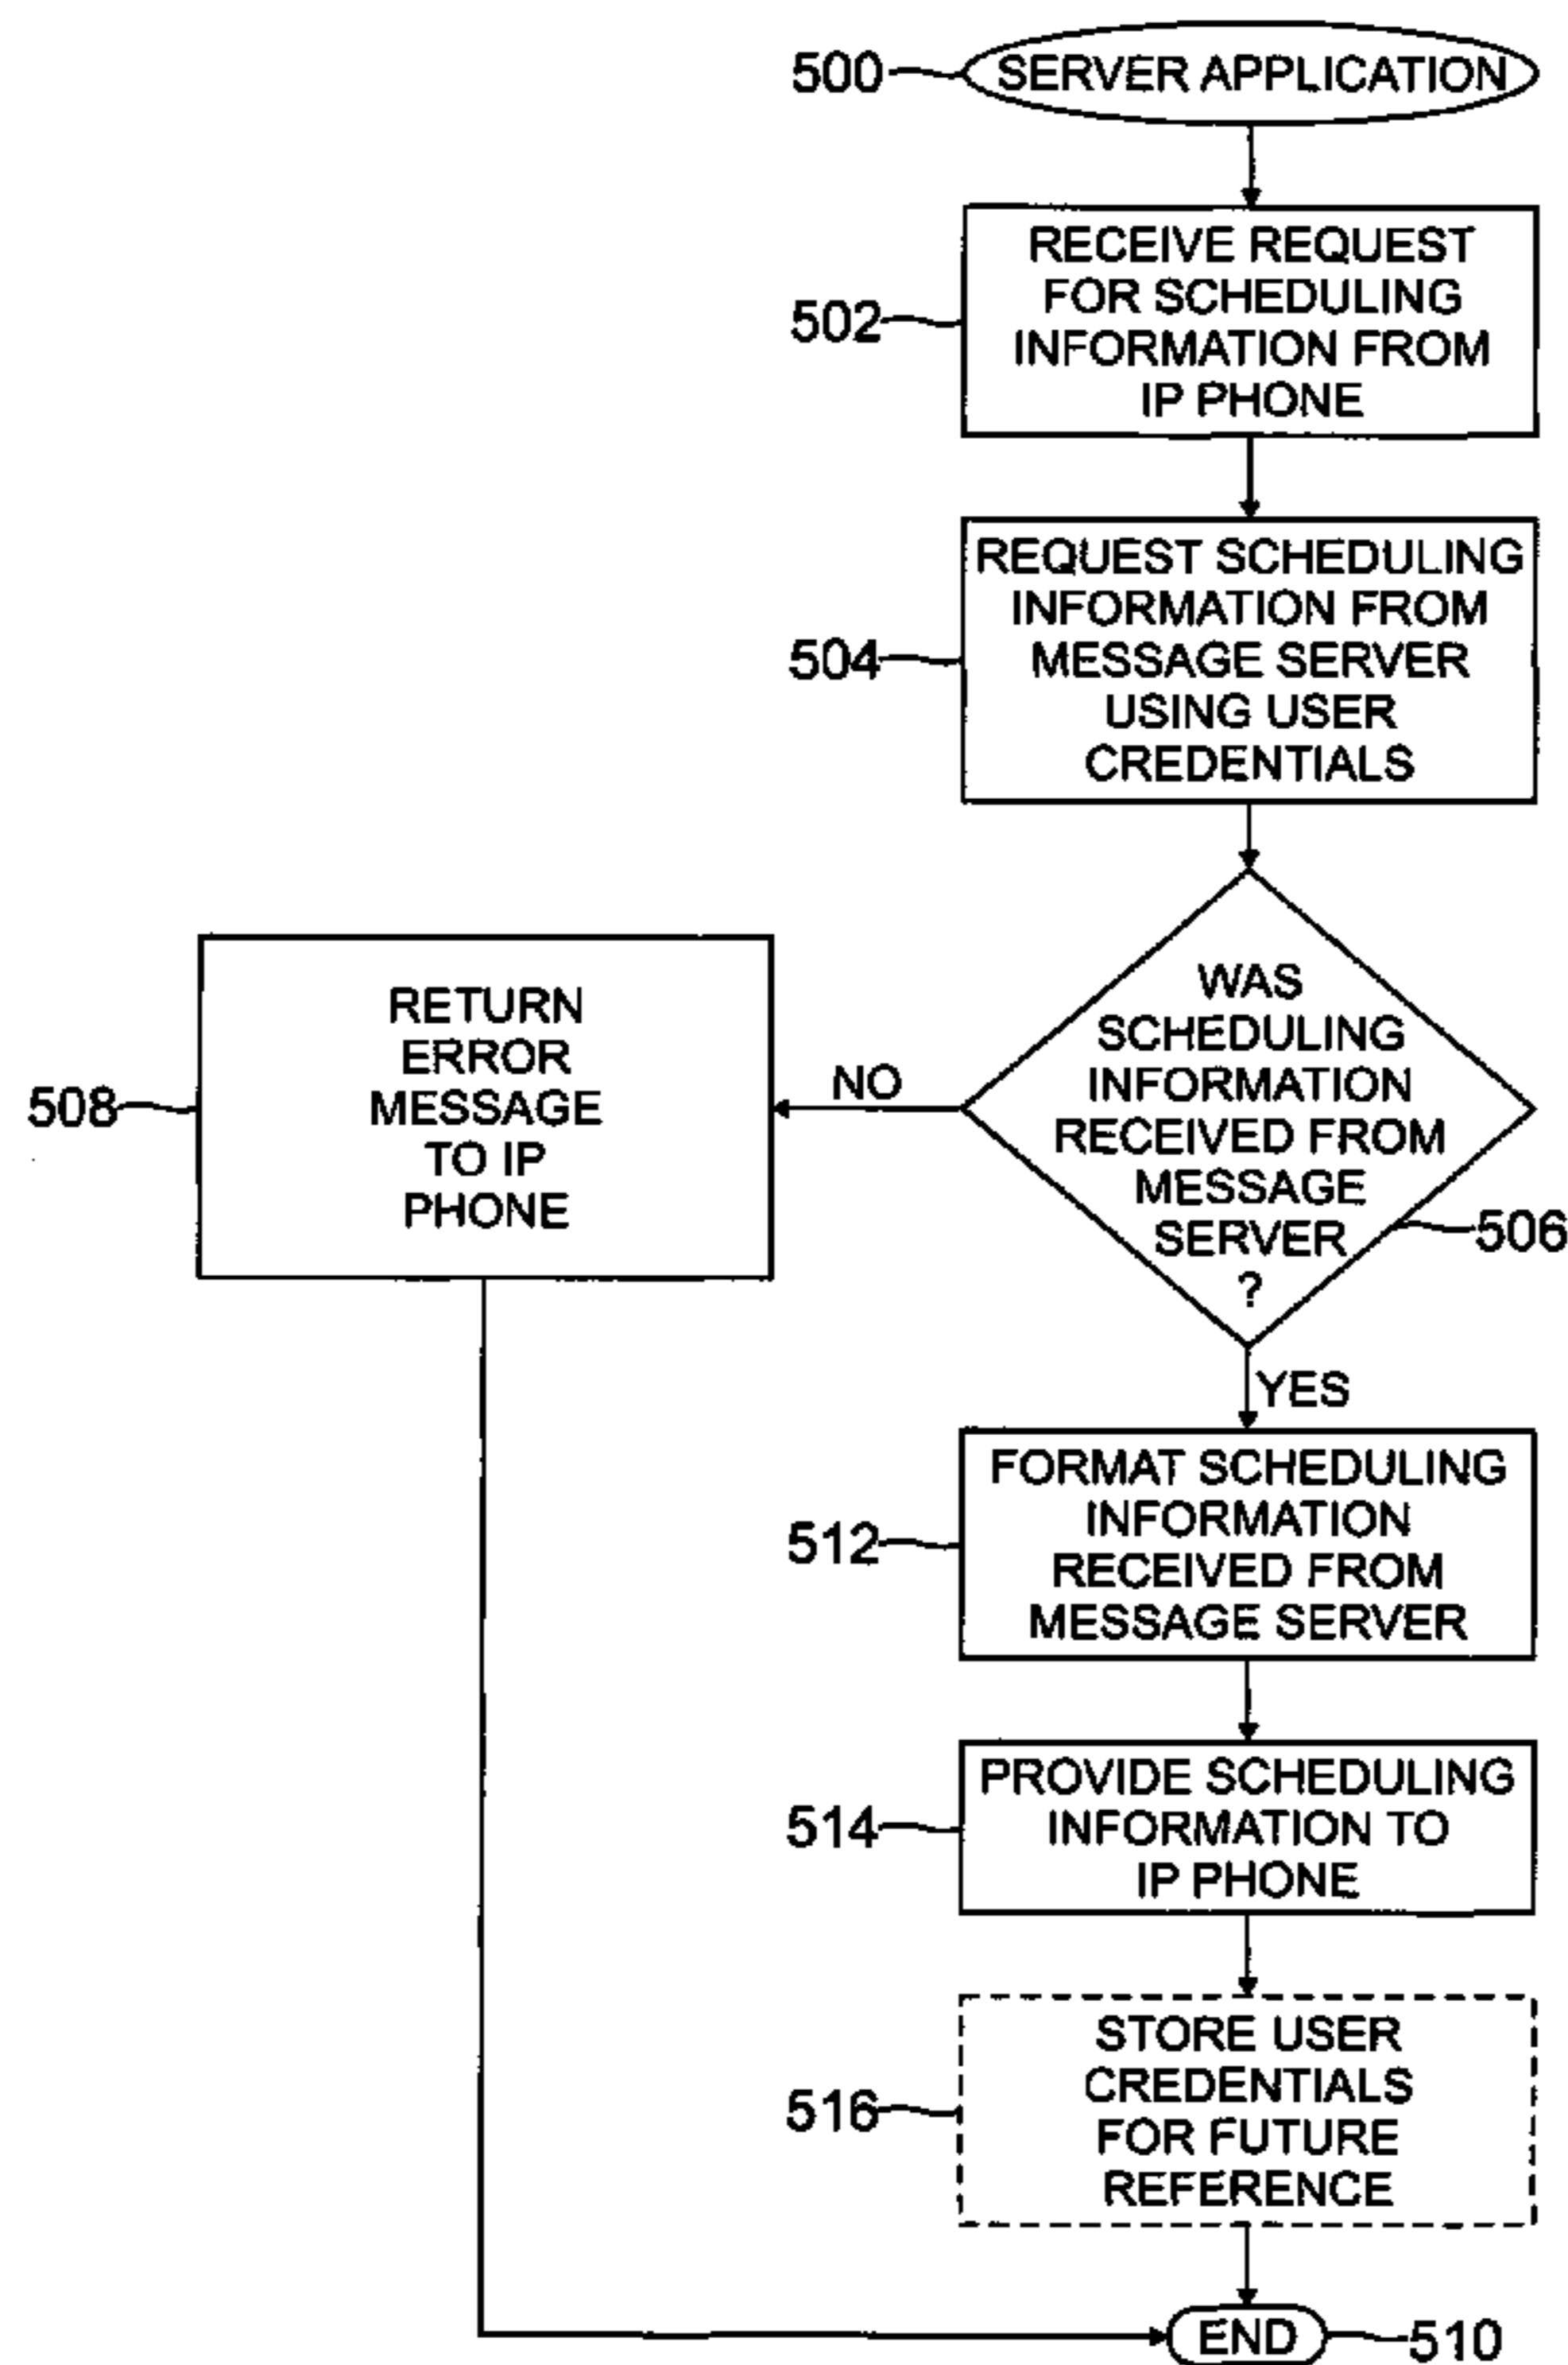 500
SERVER APPLICATION
502
RECEIVE REQUEST
FOR SCHEDULING
INFORMATION FROM
IP PHONE
504
REQUEST SCHEDULING
INFORMATION FROM
MESSAGE SERVER
USING USER
CREDENTIALS
WAS
SCHEDULING
INFORMATION
RECEIVED FROM
MESSAGE
SERVER
?
506
NO
508
RETURN
ERROR
MESSAGE
TO IP
PHONE
YES
512
FORMAT SCHEDULING
INFORMATION
RECEIVED FROM
MESSAGE SERVER
514
PROVIDE SCHEDULING
INFORMATION TO
IP PHONE
516
STORE USER
CREDENTIALS
FOR FUTURE
REFERENCE
END
510